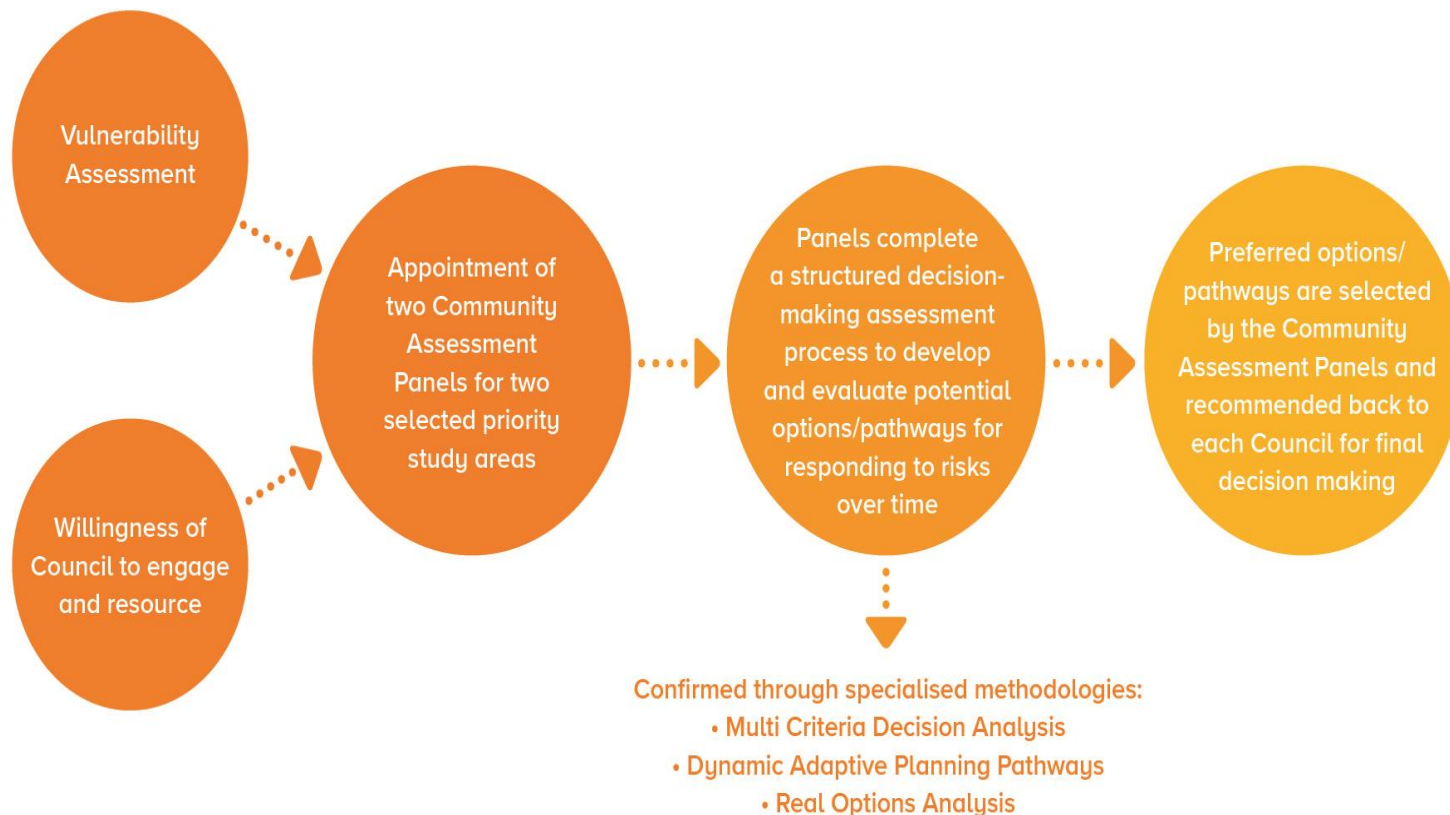 Vulnerability
Assessment
Willingness of
Council to engage
and resource
Appointment of
two Community
Assessment
Panels for two
selected priority
study areas
Panels complete
a structured decision-
making assessment
process to develop
and evaluate potential
options/pathways for
responding to risks
over time
Preferred options/
pathways are selected
by the Community
Assessment Panels and
recommended back to
each Council for final
decision making
Confirmed through specialised methodologies:
• Multi Criteria Decision Analysis
• Dynamic Adaptive Planning Pathways
• Real Options Analysis